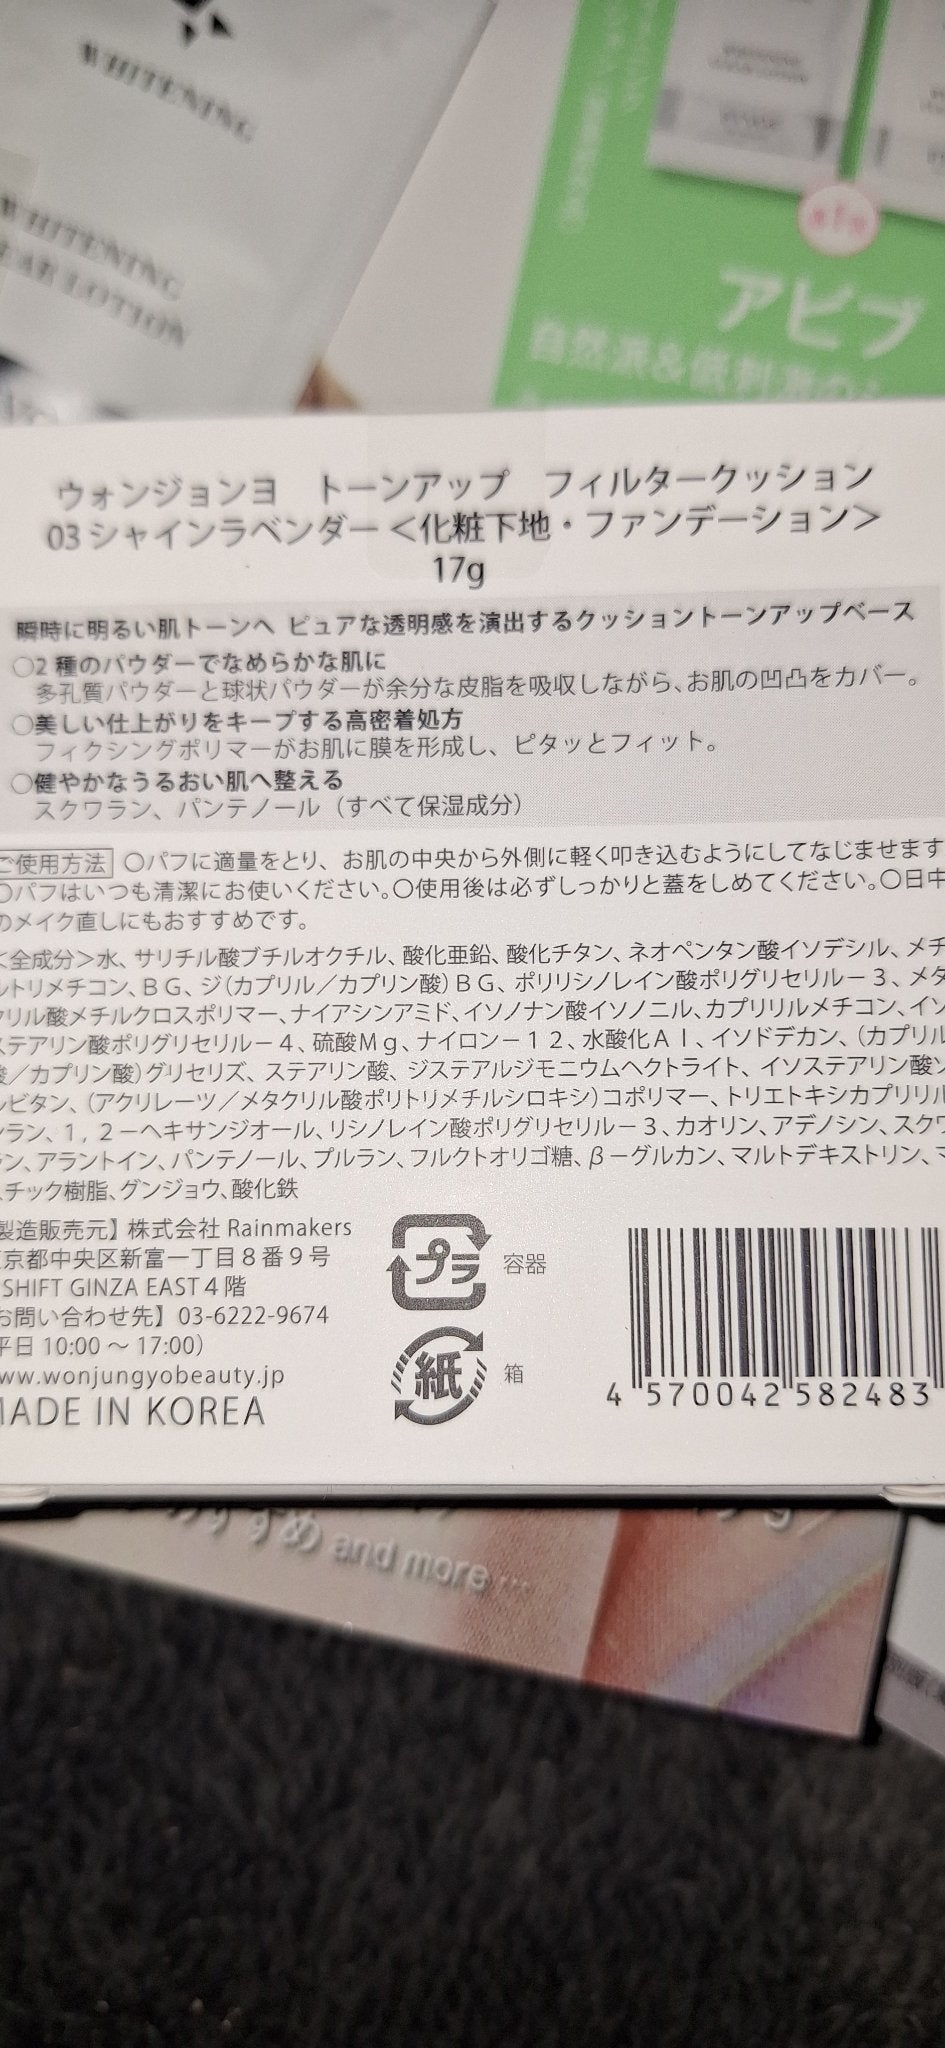 WHITENING
WHITENING
EAR LOTION
アビブ
自然派&低刺激の
ウォンジョンヨ トーンアップ フィルタークッション
03 シャインラベンダー<化粧下地・ファンデーション>
17g
瞬時に明るい肌トーンへ ピュアな透明感を演出するクッショントーンアップベース
○2種のパウダーでなめらかな肌に
多孔質パウダーと球状パウダーが余分な皮脂を吸収しながら、お肌の凹凸をカバー。
○美しい仕上がりをキープする高密着処方
フィクシングポリマーがお肌に膜を形成し、ピタッとフィット。
○健やかなうるおい肌へ整える
スクワラン、パンテノール(すべて保湿成分)
ご使用方法 ○パフに適量をとり、お肌の中央から外側に軽く叩き込むようにしてなじませます
○パフはいつも清潔にお使いください。○使用後は必ずしっかりと蓋をしめてください。○日中
のメイク直しにもおすすめです。
<全成分>水、サリチル酸ブチルオクチル、酸化亜鉛、酸化チタン、ネオペンタン酸イソデシル、メチ
ルトリメチコン、BG、ジ(カプリル/カプリン酸)BG、ポリリシノレイン酸ポリグリセリル-3、メタ
クリル酸メチルクロスポリマー、ナイアシンアミド、イソノナン酸イソノニル、カプリリルメチコン、イソ
ステアリン酸ポリグリセリル-4、硫酸Mg、ナイロン-12、水酸化Al、イソドデカン、(カプリル
酸/カプリン酸)グリセリズ、ステアリン酸、ジステアルジモニウムヘクトライト、イソステアリン酸ソ
ルビタン、(アクリレーツ/メタクリル酸ポリトリメチルシロキシ)コポリマー、トリエトキシカプリリル
シラン、1,2-ヘキサンジオール、リシノレイン酸ポリグリセリル-3、カオリン、アデノシン、スクワ
ラン、アラントイン、パンテノール、プルラン、フルクトオリゴ糖、β-グルカン、マルトデキストリン、マ
スチック樹脂、グンジョウ、酸化鉄
製造販売元】株式会社 Rainmakers
京都中央区新富一丁目8番9号
SHIFT GINZA EAST 4階
お問い合わせ先】03-6222-9674
平日 10:00 ~ 17:00)
www.wonjungyobeauty.jp
MADE IN KOREA
プラ 容器
紙 箱
4 570042 582483
おすすめ and more…